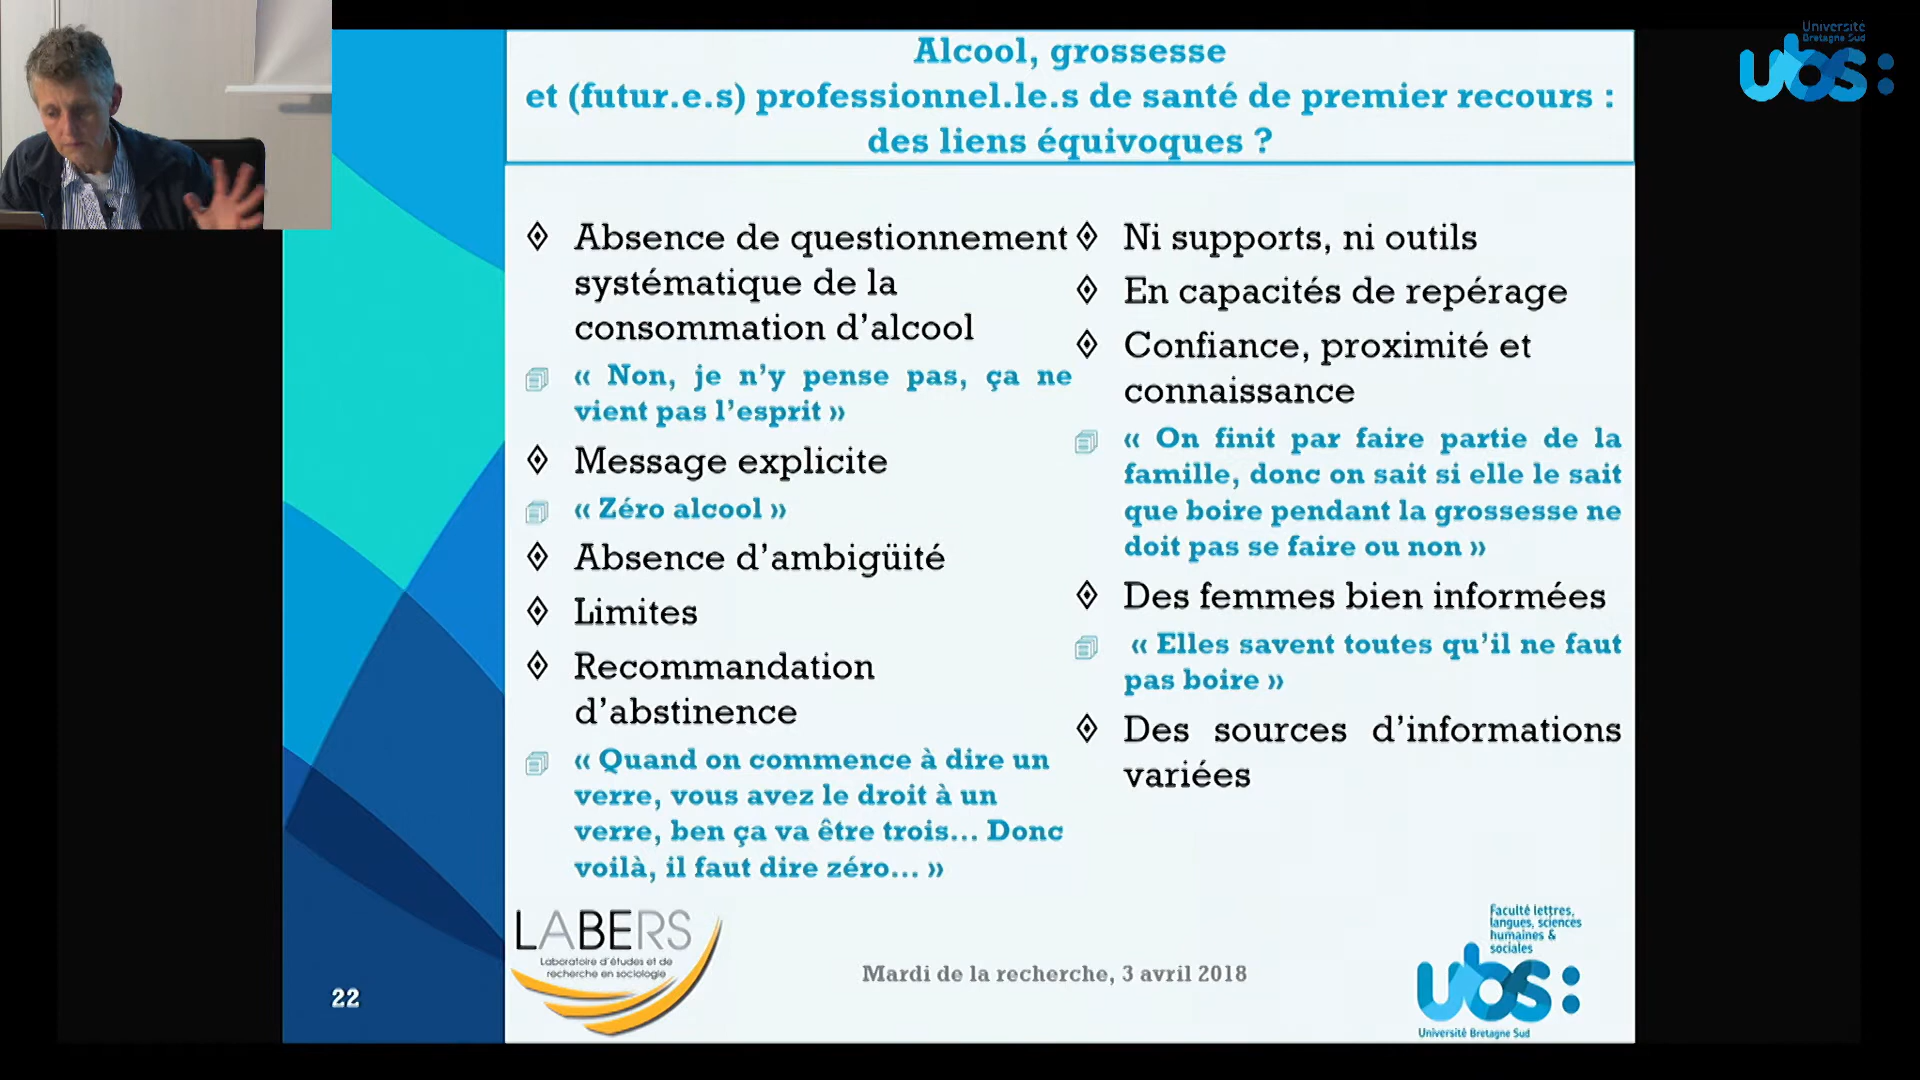 Alcool, grossesse
et (futur.e.s) professionnel.le.s de santé de premier recours :
des liens équivoques ?
Université
Bretagne Sud
ubs:
Absence de questionnement
systématique de la
consommation d'alcool
« Non, je n'y pense pas, ça ne
vient pas l'esprit »
Message explicite
« Zéro alcool »
Absence d'ambigüité
Limites
Recommandation
d'abstinence
« Quand on commence à dire un
verre, vous avez le droit à un
verre, ben ça va être trois... Donc
voilà, il faut dire zéro... »
Ni supports, ni outils
En capacités de repérage
Confiance, proximité et
connaissance
« On finit par faire partie de la
famille, donc on sait si elle le sait
que boire pendant la grossesse ne
doit pas se faire ou non »
Des femmes bien informées
« Elles savent toutes qu'il ne faut
pas boire »
Des sources d'informations
variées
LABERS
Laboratoire d'études et de
recherche en sociologie
22
Mardi de la recherche, 3 avril 2018
Faculté lettres,
langues, sciences
humaines &
sociales
ubs:
Université Bretagne Sud